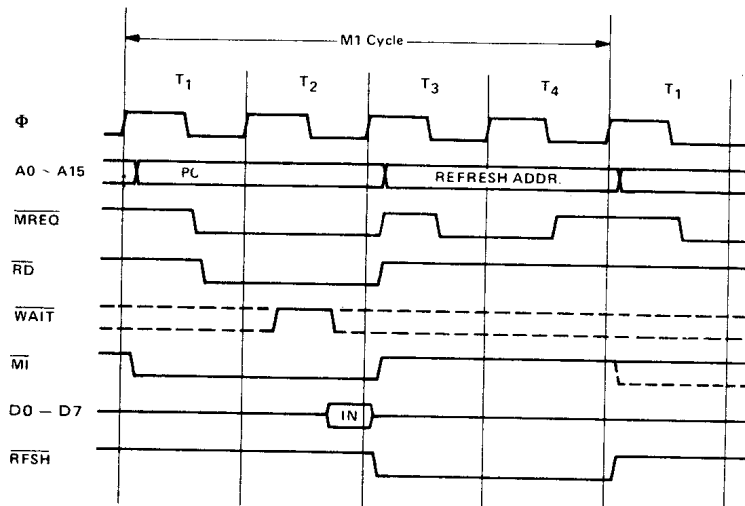 M1 Cycle
T1 T2 T3 T4 T1
Φ
A0 ~ A15 PC REFRESH ADDR.
MREQ
RD
WAIT
MI
D0 — D7 IN
RFSH